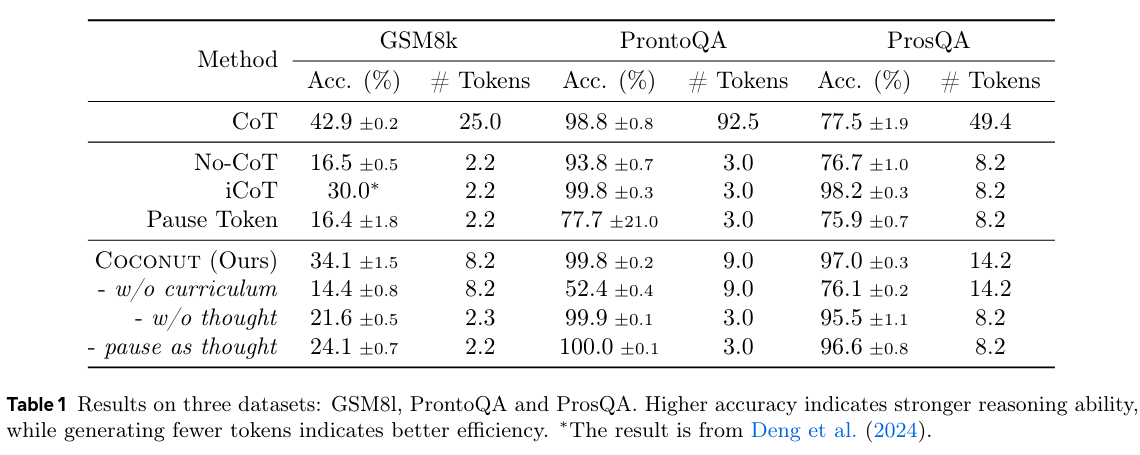 Method GSM8k ProntoQA ProsQA
Acc. (%) # Tokens Acc. (%) # Tokens Acc. (%) # Tokens
CoT 42.9 ±0.2 25.0 98.8 ±0.8 92.5 77.5 ±1.9 49.4
No-CoT 16.5 ±0.5 2.2 93.8 ±0.7 3.0 76.7 ±1.0 8.2
iCoT 30.0* 2.2 99.8 ±0.3 3.0 98.2 ±0.3 8.2
Pause Token 16.4 ±1.8 2.2 77.7 ±21.0 3.0 75.9 ±0.7 8.2
COCONUT (Ours) 34.1 ±1.5 8.2 99.8 ±0.2 9.0 97.0 ±0.3 14.2
- w/o curriculum 14.4 ±0.8 8.2 52.4 ±0.4 9.0 76.1 ±0.2 14.2
- w/o thought 21.6 ±0.5 2.3 99.9 ±0.1 3.0 95.5 ±1.1 8.2
- pause as thought 24.1 ±0.7 2.2 100.0 ±0.1 3.0 96.6 ±0.8 8.2
Table 1 Results on three datasets: GSM8l, ProntoQA and ProsQA. Higher accuracy indicates stronger reasoning ability,
while generating fewer tokens indicates better efficiency. *The result is from Deng et al. (2024).